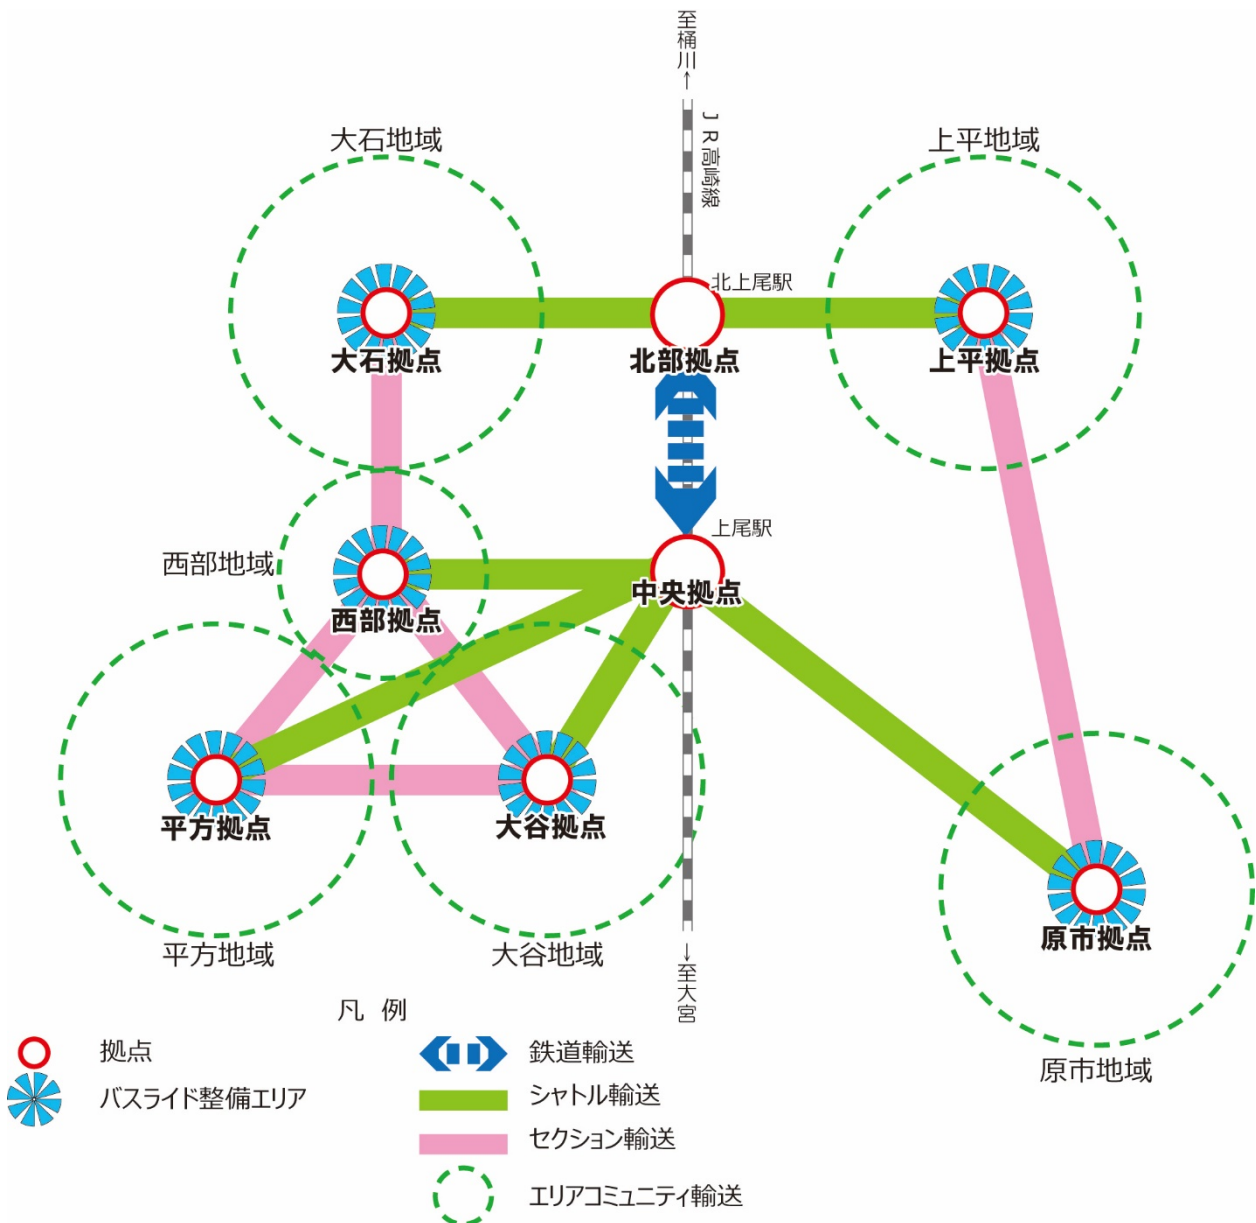 至桶川←
JR高崎線
大石地域
上平地域
北上尾駅
大石拠点
北部拠点
上平拠点
上尾駅
西部地域
中央拠点
西部拠点
平方拠点
大谷拠点
原市拠点
平方地域
大谷地域
←至大宮
原市地域
凡 例
拠点
バスライド整備エリア
鉄道輸送
シャトル輸送
セクション輸送
エリアコミュニティ輸送